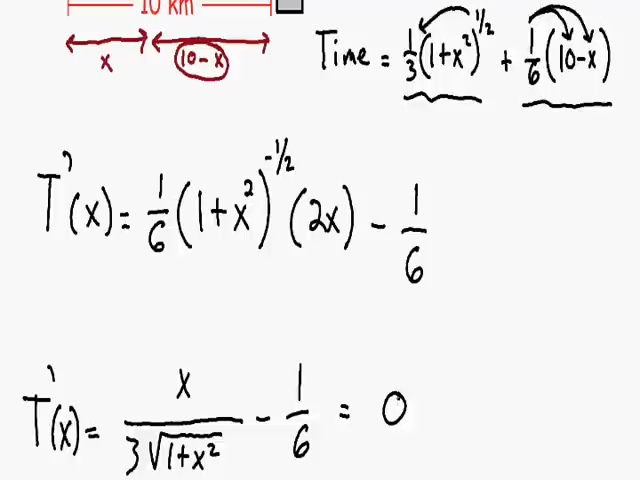 10 km
x
10-x
Time = 1/3 (1+x²)^1/2 + 1/6 (10-x)
T'(x) = 1/6 (1+x²)^-1/2 (2x) - 1/6
T'(x) = x / 3√(1+x²) - 1/6 = 0